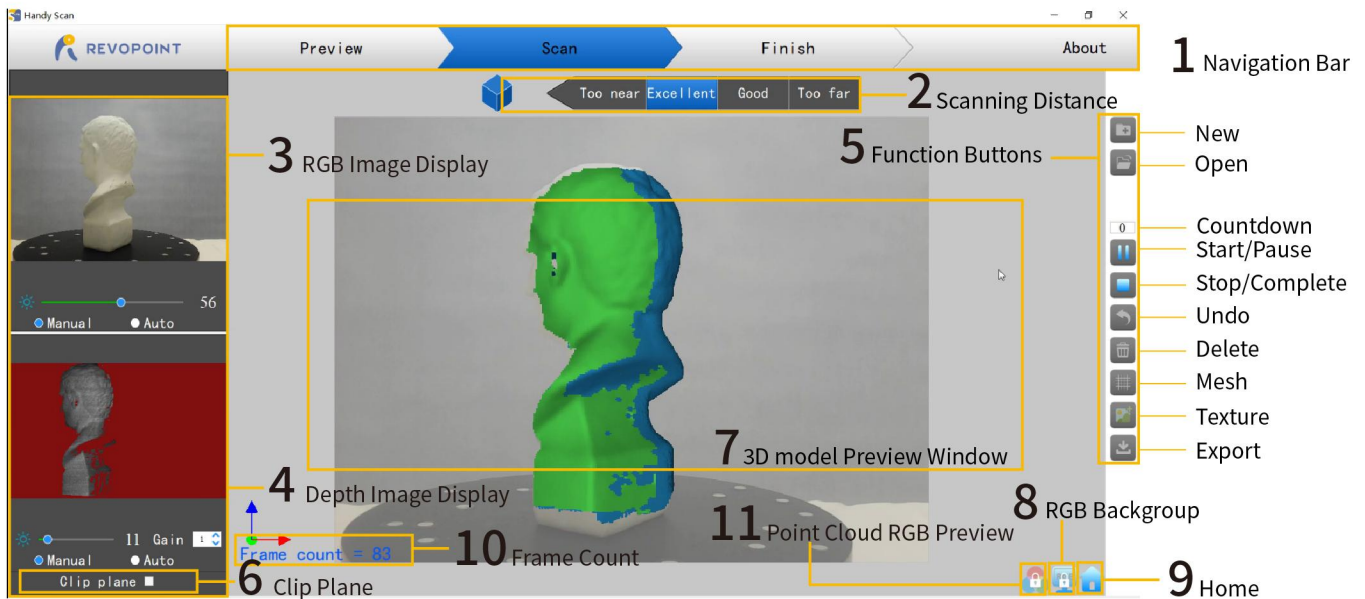 Handy Scan
REVOPOINT
Preview
Scan
Finish
About
1 Navigation Bar
Too near
Excellent
Good
Too far
2 Scanning Distance
3 RGB Image Display
5 Function Buttons
New
Open
0
Countdown
Start/Pause
Stop/Complete
Undo
Delete
Mesh
Texture
Export
56
Manual
Auto
7 3D model Preview Window
4 Depth Image Display
8 RGB Backgroup
11 Point Cloud RGB Preview
11 Gain 1
Manual
Auto
Frame count = 83
10 Frame Count
Clip plane
6 Clip Plane
9 Home